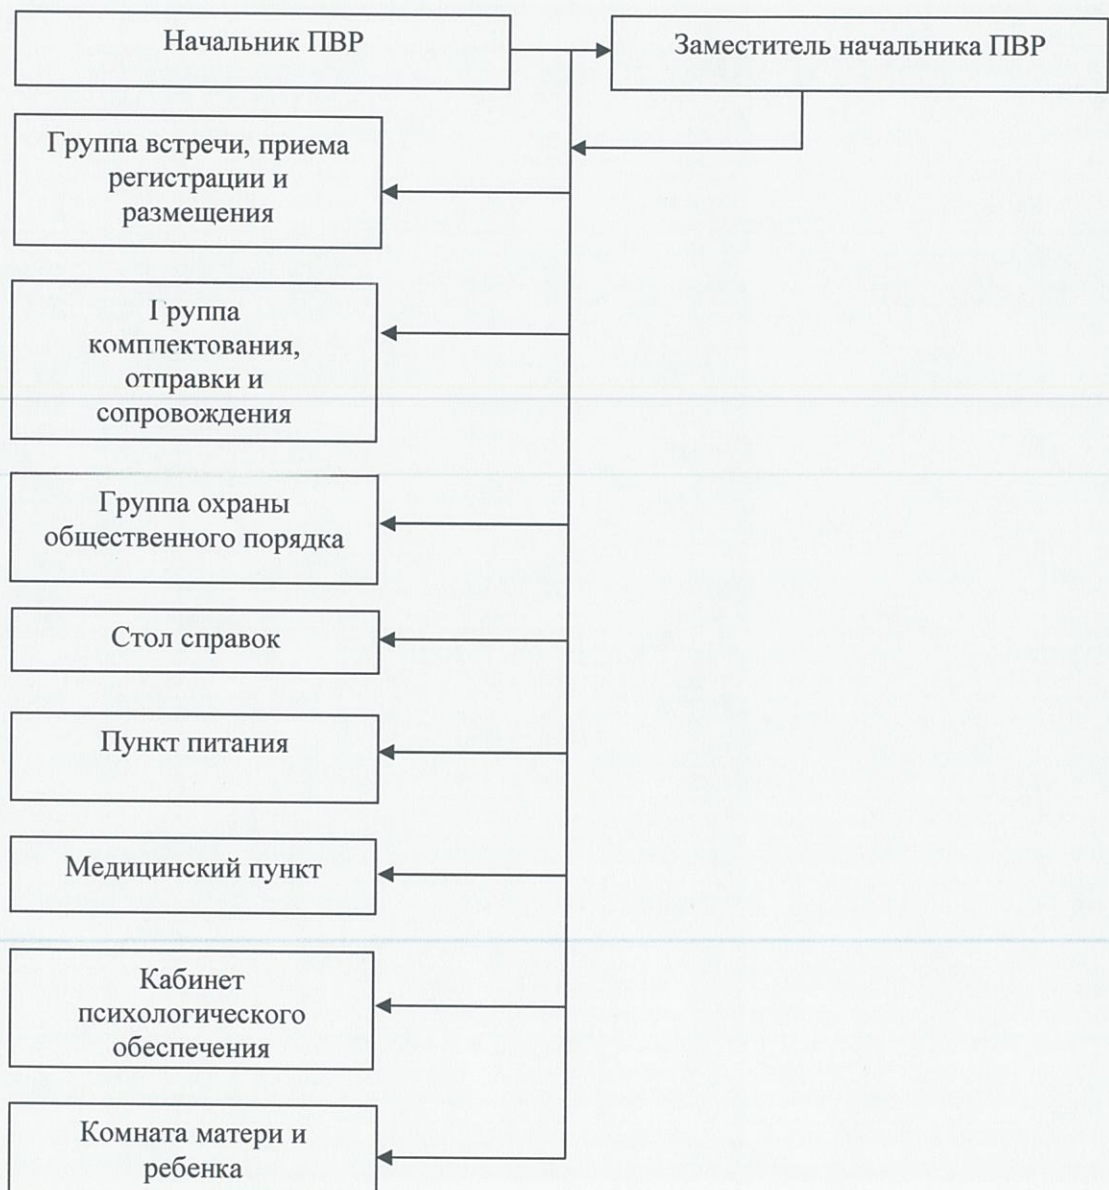 Начальник ПВР
Заместитель начальника ПВР
Группа встречи, приема
регистрации и
размещения
Группа
комплектования,
отправки и
сопровождения
Группа охраны
общественного порядка
Стол справок
Пункт питания
Медицинский пункт
Кабинет
психологического
обеспечения
Комната матери и
ребенка